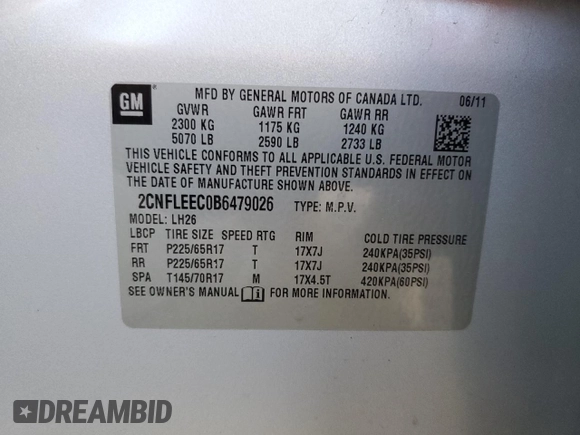 GM
MFD BY GENERAL MOTORS OF CANADA LTD. 06/11
GVWR GAWR FRT GAWR RR
2300 KG 1175 KG 1240 KG
5070 LB 2590 LB 2733 LB
THIS VEHICLE CONFORMS TO ALL APPLICABLE U.S. FEDERAL MOTOR
VEHICLE SAFETY AND THEFT PREVENTION STANDARDS IN EFFECT ON
THE DATE OF MANUFACTURE SHOWN ABOVE.
2CNFLEEC0B6479026 TYPE: M.P.V.
MODEL: LH26
LBCP TIRE SIZE SPEED RTG RIM COLD TIRE PRESSURE
FRT P225/65R17 T 17X7J 240KPA(35PSI)
RR P225/65R17 T 17X7J 240KPA(35PSI)
SPA T145/70R17 M 17X4.5T 420KPA(60PSI)
SEE OWNER'S MANUAL FOR MORE INFORMATION.
DREAMBID